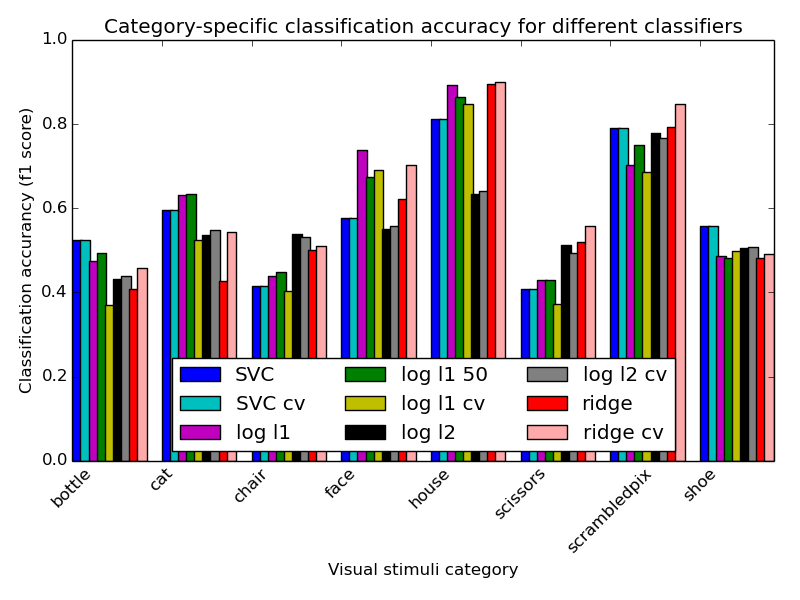 Category-specific classification accuracy for different classifiers
Classification accurancy (f1 score)
1.0
0.8
0.6
0.4
0.2
0.0
SVC
SVC cv
log l1
log l1 50
log l1 cv
log l2
log l2 cv
ridge
ridge cv
bottle
cat
chair
face
house
scissors
scrambledpix
shoe
Visual stimuli category